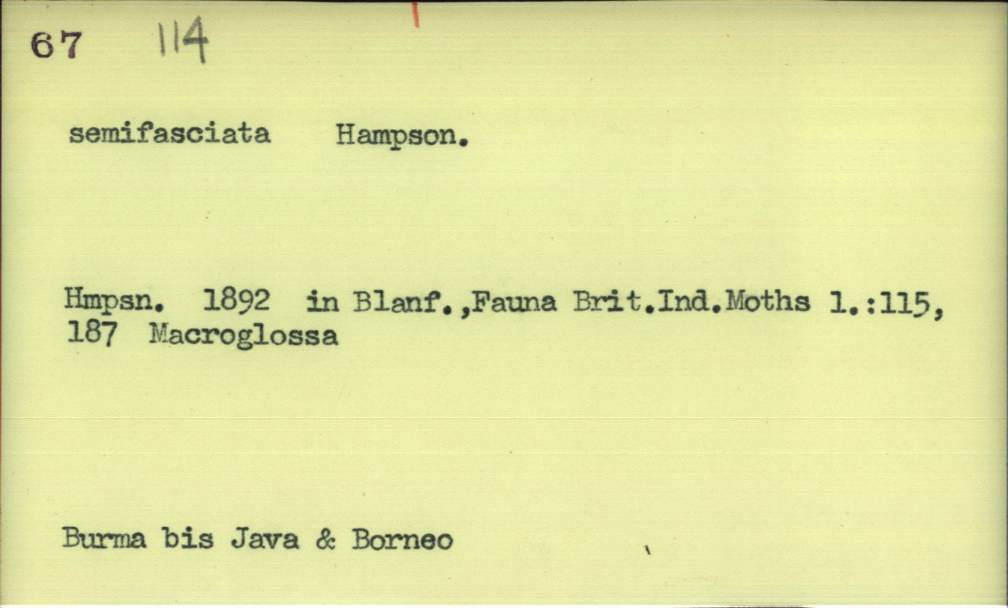 67 114
semifasciata Hampson.
Hmpsn. 1892 in Blanf.,Fauna Brit.Ind.Moths 1.:115,
187 Macroglossa
Burma bis Java & Borneo